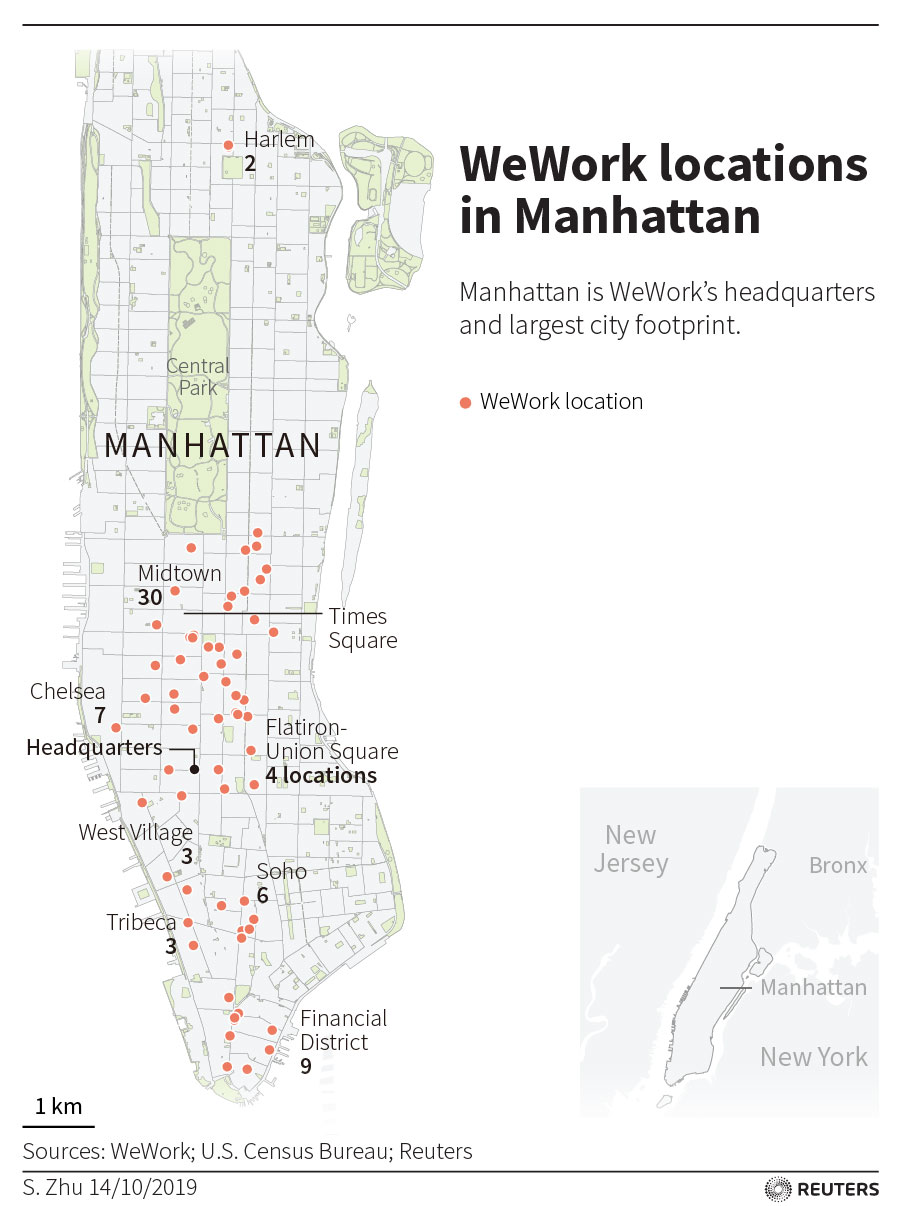 WeWork locations
in Manhattan
Manhattan is WeWork’s headquarters
and largest city footprint.
WeWork location
Harlem
2
Central
Park
MANHATTAN
Midtown
30
Times
Square
Chelsea
7
Headquarters
Flatiron-
Union Square
4 locations
West Village
3
Soho
6
Tribeca
3
Financial
District
9
New
Jersey
Bronx
Manhattan
New York
1 km
Sources: WeWork; U.S. Census Bureau; Reuters
S. Zhu 14/10/2019
REUTERS